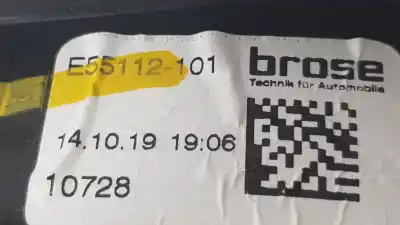 E55112-101
brose
Technik für Automobile
14.10.19 19:06
10728